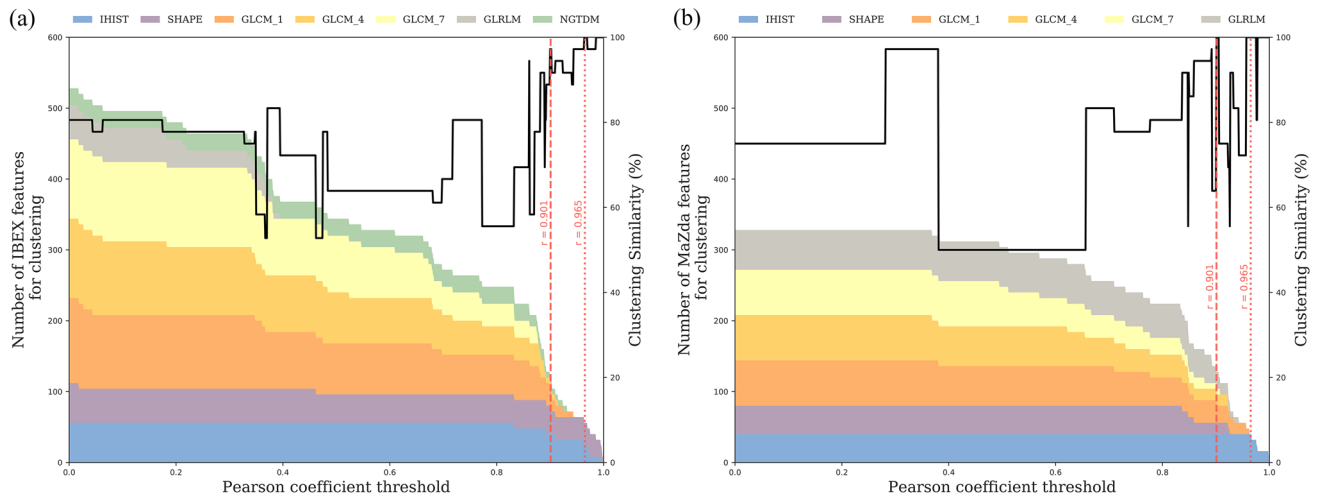 (a)
IHIST SHAPE GLCM_1 GLCM_4 GLCM_7 GLRLM NGTDM
600
500
400
300
200
100
0
Number of IBEX features
for clustering
100
80
60
40
20
0
Clustering Similarity (%)
r = 0.901
r = 0.965
0.0 0.2 0.4 0.6 0.8 1.0
Pearson coefficient threshold
(b)
IHIST SHAPE GLCM_1 GLCM_4 GLCM_7 GLRLM
600
500
400
300
200
100
0
Number of MaZda features
for clustering
100
80
60
40
20
0
Clustering Similarity (%)
r = 0.901
r = 0.965
0.0 0.2 0.4 0.6 0.8 1.0
Pearson coefficient threshold